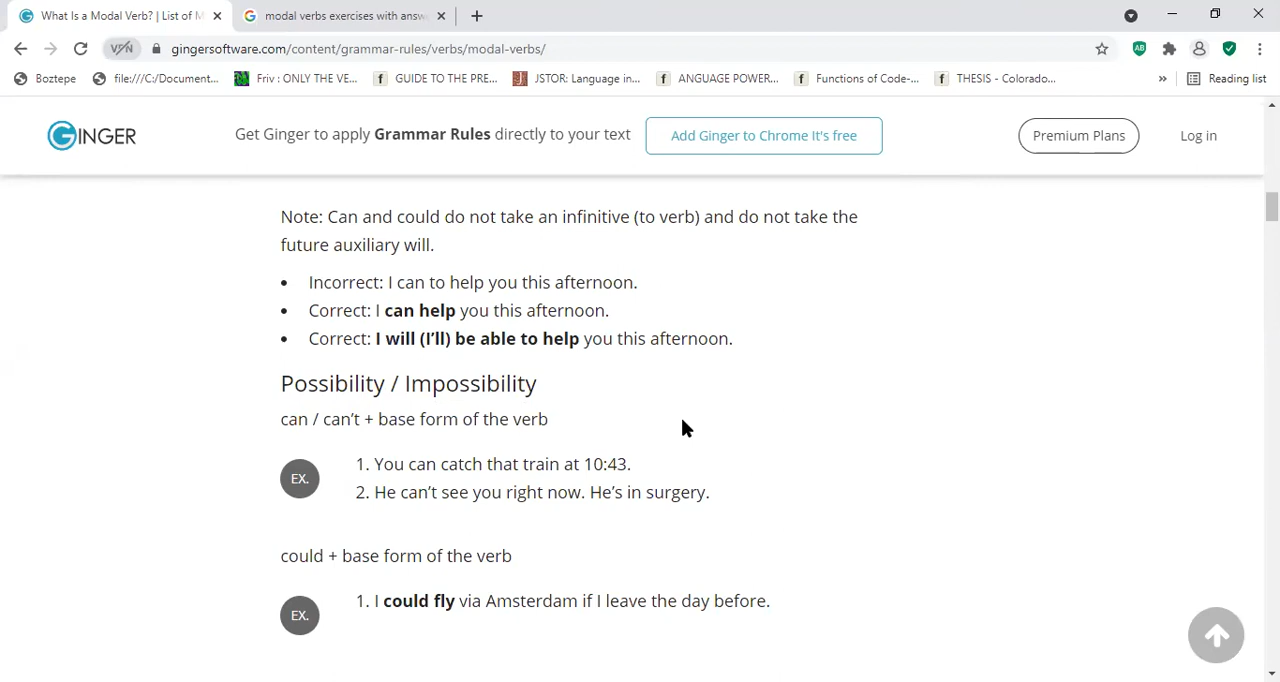 What Is a Modal Verb? | List of M
modal verbs exercises with answ
VPN
gingersoftware.com/content/grammar-rules/verbs/modal-verbs/
Boztepe
file:///C:/Document...
Friv : ONLY THE VE...
GUIDE TO THE PRE...
JSTOR: Language in...
ANGUAGE POWER...
Functions of Code-...
THESIS - Colorado...
»
Reading list
GINGER
Get Ginger to apply Grammar Rules directly to your text
Add Ginger to Chrome It's free
Premium Plans
Log in
Note: Can and could do not take an infinitive (to verb) and do not take the
future auxiliary will.
• Incorrect: I can to help you this afternoon.
• Correct: I can help you this afternoon.
• Correct: I will (I’ll) be able to help you this afternoon.
Possibility / Impossibility
can / can’t + base form of the verb
EX.
1. You can catch that train at 10:43.
2. He can’t see you right now. He’s in surgery.
could + base form of the verb
EX.
1. I could fly via Amsterdam if I leave the day before.